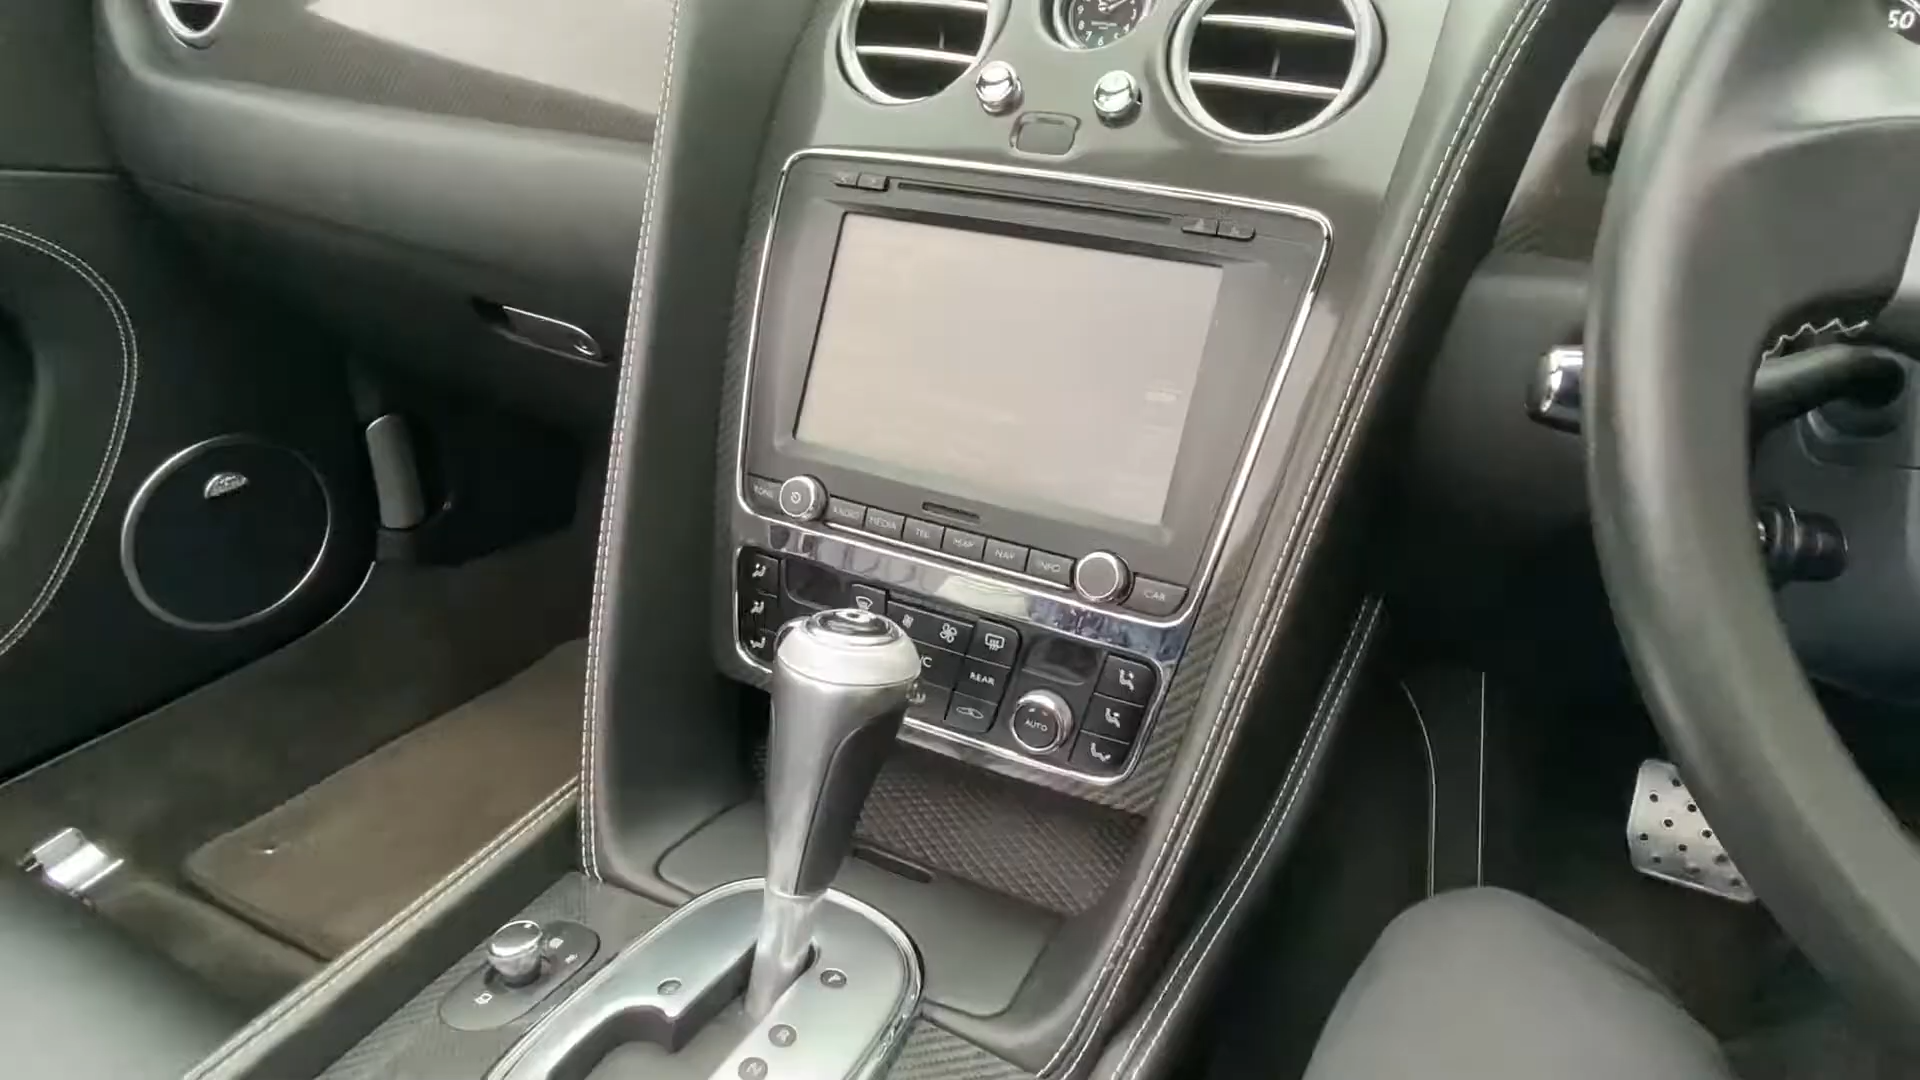 50
TONE
RADIO
MEDIA
TEL
MAP
NAV
INFO
CAR
REAR
AUTO
P
R
N